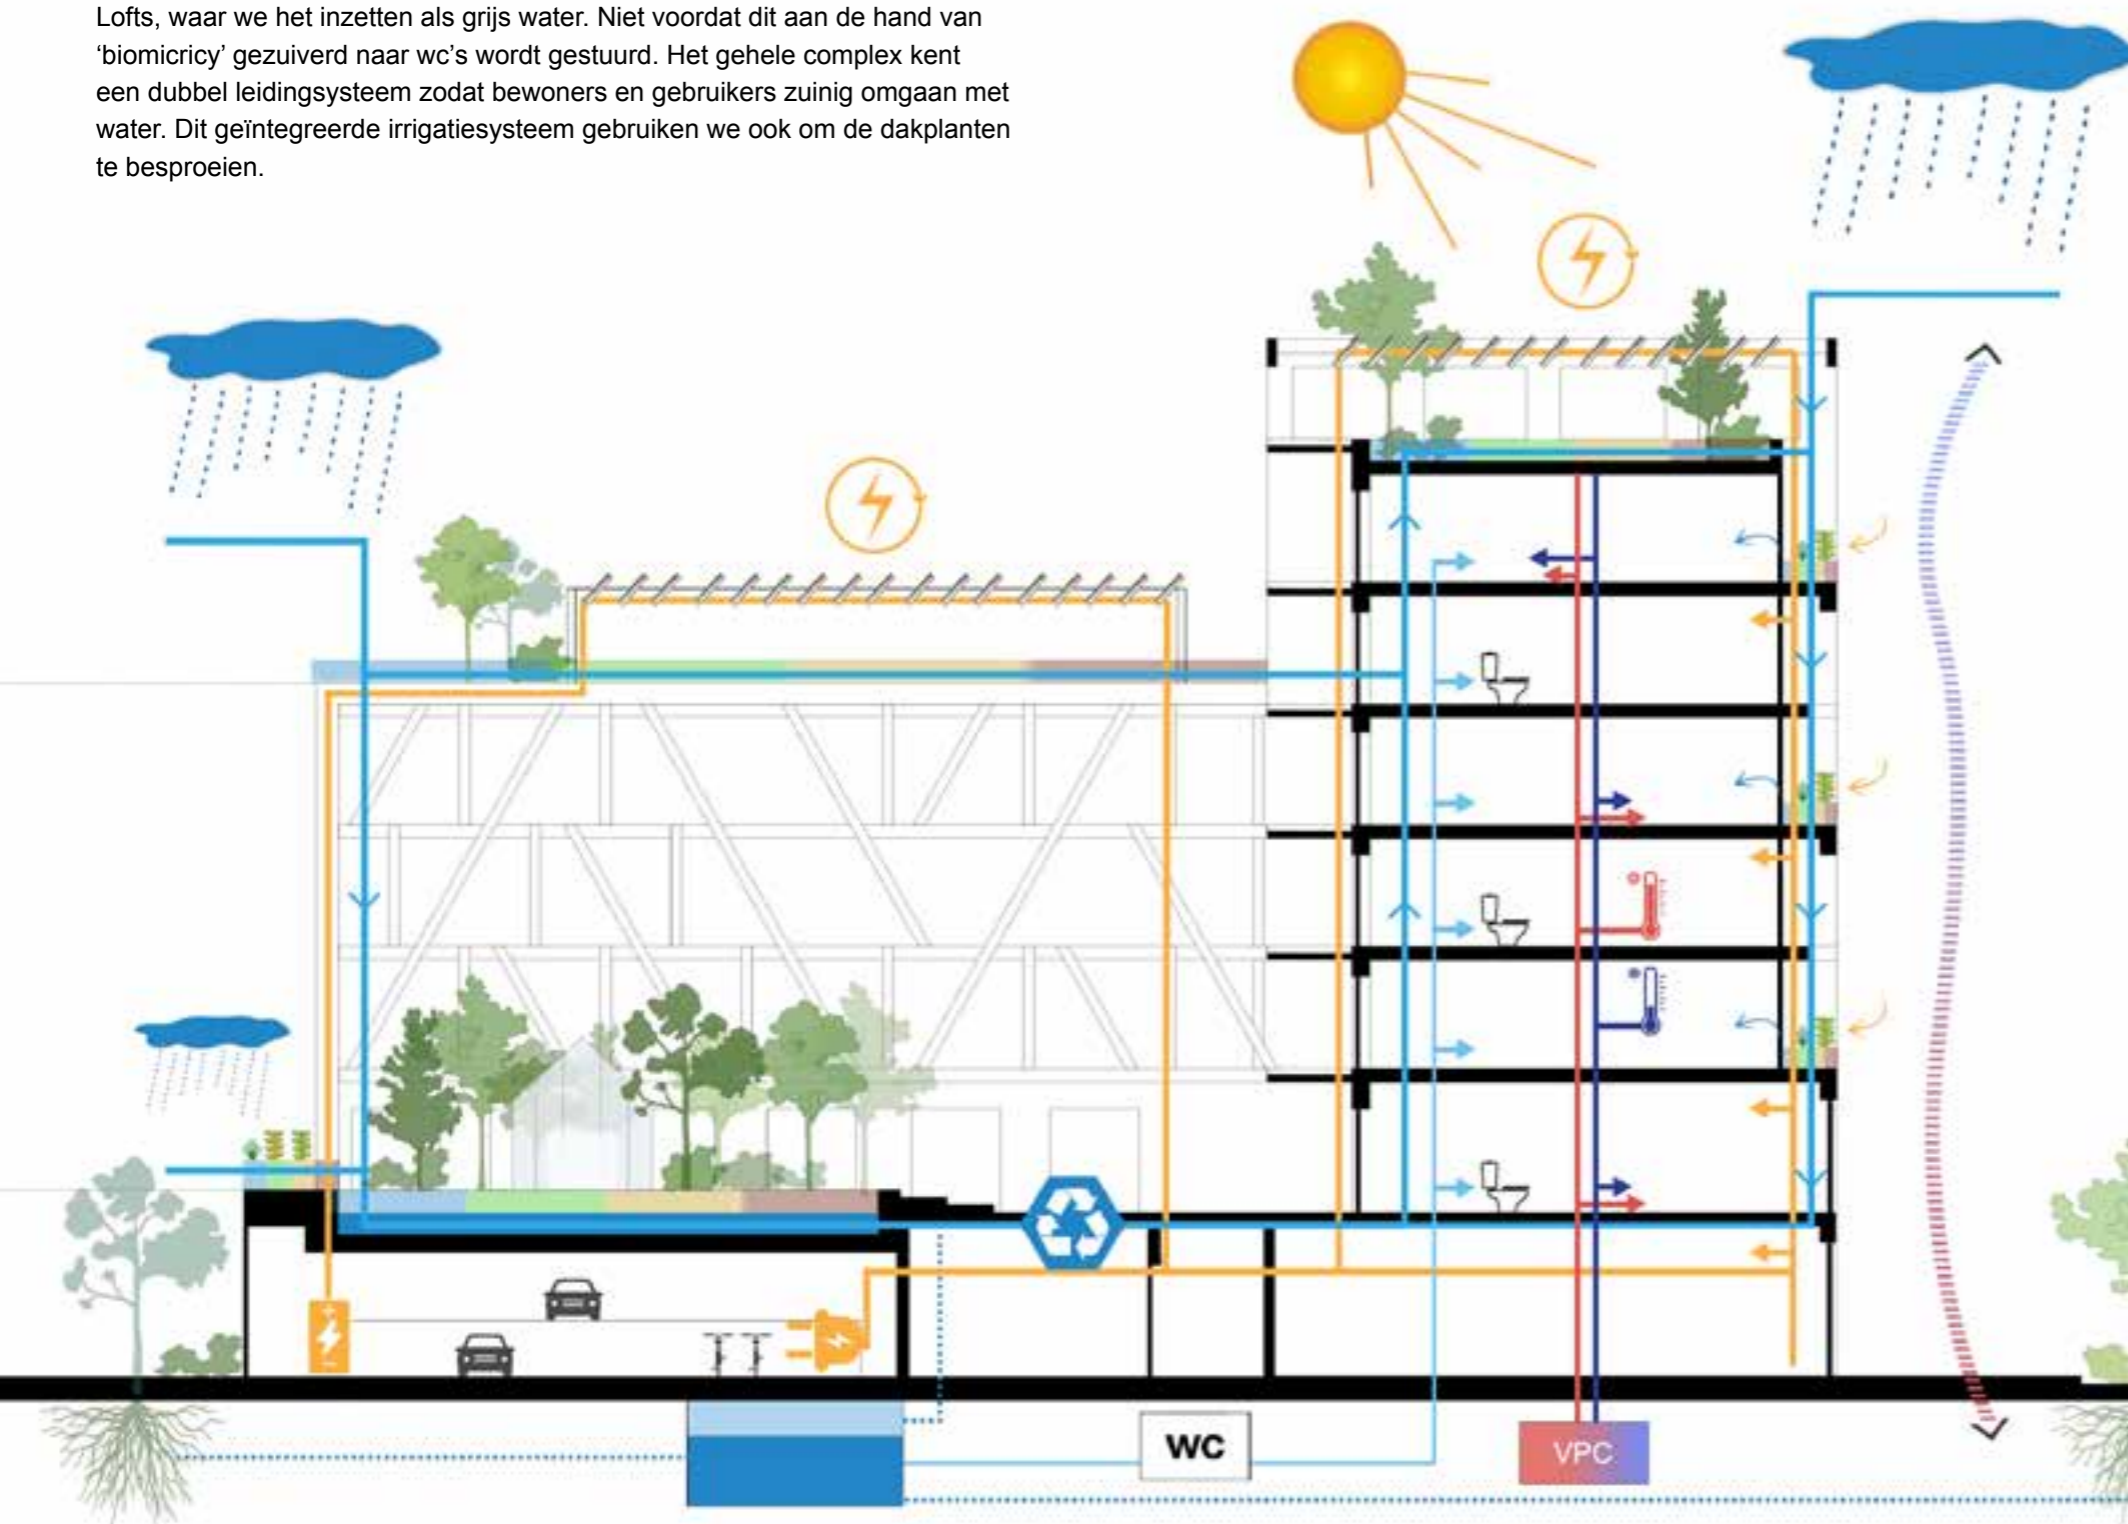 Lofts, waar we het inzetten als grijs water. Niet voordat dit aan de hand van
‘biomicricy’ gezuiverd naar wc’s wordt gestuurd. Het gehele complex kent
een dubbel leidingsysteem zodat bewoners en gebruikers zuinig omgaan met
water. Dit geïntegreerde irrigatiesysteem gebruiken we ook om de dakplanten
te besproeien.
WC
VPC